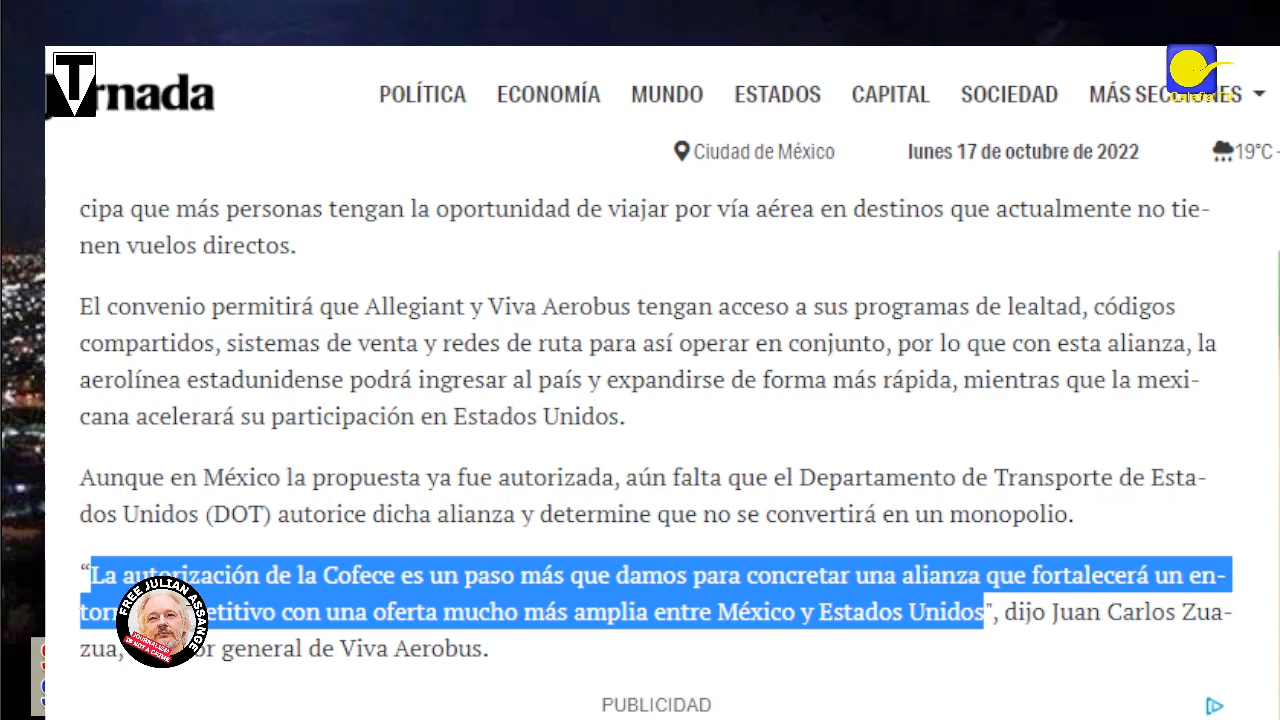 T
rnada
POLÍTICA ECONOMÍA MUNDO ESTADOS CAPITAL SOCIEDAD MÁS
Ciudad de México lunes 17 de octubre de 2022 19°C -
cipa que más personas tengan la oportunidad de viajar por vía aérea en destinos que actualmente no tie-
nen vuelos directos.
El convenio permitirá que Allegiant y Viva Aerobus tengan acceso a sus programas de lealtad, códigos
compartidos, sistemas de venta y redes de ruta para así operar en conjunto, por lo que con esta alianza, la
aerolínea estadunidense podrá ingresar al país y expandirse de forma más rápida, mientras que la mexi-
cana acelerará su participación en Estados Unidos.
Aunque en México la propuesta ya fue autorizada, aún falta que el Departamento de Transporte de Esta-
dos Unidos (DOT) autorice dicha alianza y determine que no se convertirá en un monopolio.
“La autorización de la Cofece es un paso más que damos para concretar una alianza que fortalecerá un en-
torn etitivo con una oferta mucho más amplia entre México y Estados Unidos", dijo Juan Carlos Zua-
zua, or general de Viva Aerobus.
FREE JULIAN ASSANGE
JOURNALISM
IS NOT A CRIME
PUBLICIDAD